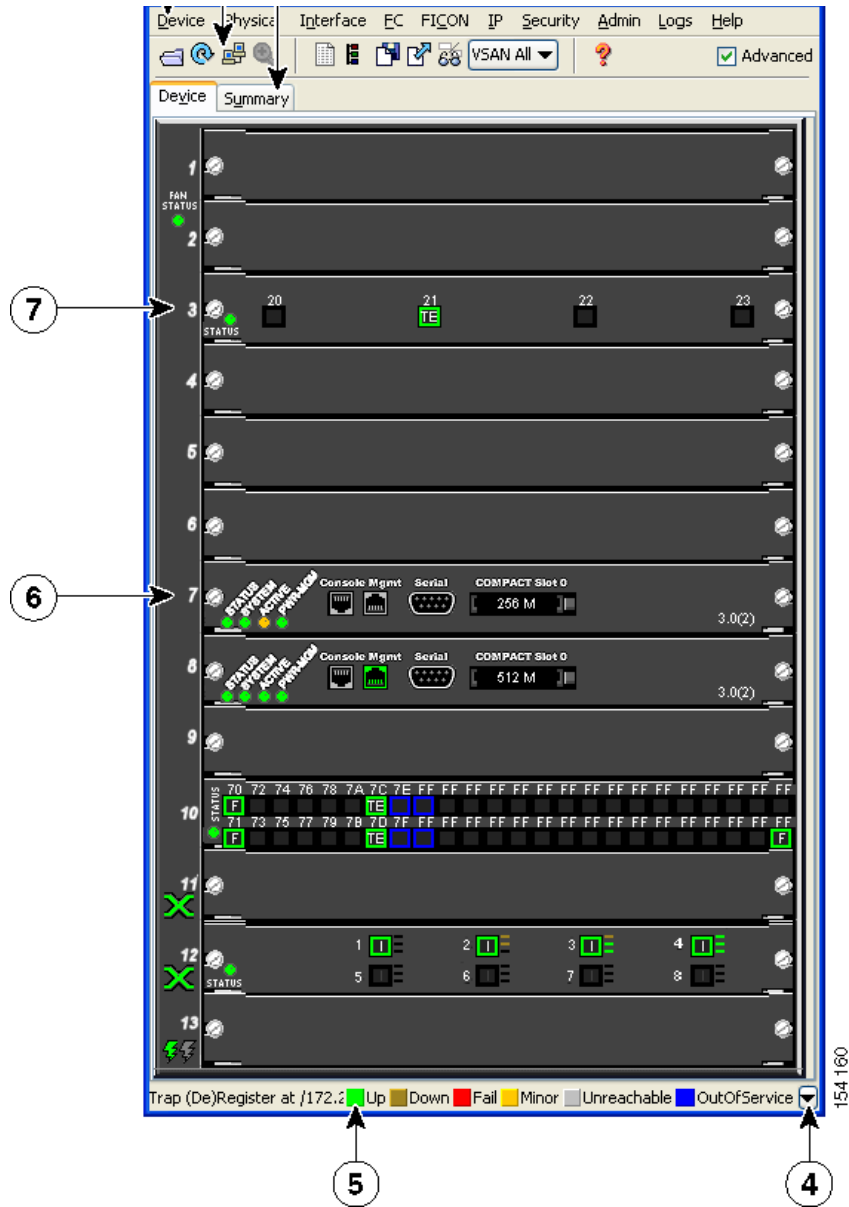 Device Physica Interface FC FICON IP Security Admin Logs Help
VSAN All Advanced
Device Summary
1
FAN
STATUS
2
7
3 20 21 22 23
TE
STATUS
4
5
6
6
7 STATUS SYSTEM ACTIVE PWR-MGM Console Mgmt Serial COMPACT Slot 0
256 M
3.0(2)
8 STATUS SYSTEM ACTIVE PWR-MGM Console Mgmt Serial COMPACT Slot 0
512 M
3.0(2)
9
10 STATUS
70 72 74 76 78 7A 7C 7E FF FF FF FF FF FF FF FF FF FF FF FF FF FF FF FF
F TE
71 73 75 77 79 7B 7D 7F FF FF FF FF FF FF FF FF FF FF FF FF FF FF FF FF
F TE F
11
12 1 I 2 I 3 I 4 I
STATUS 5 6 7 8
13
154160
Trap (De)Register at /172.2 Up Down Fail Minor Unreachable OutOfService
5 4